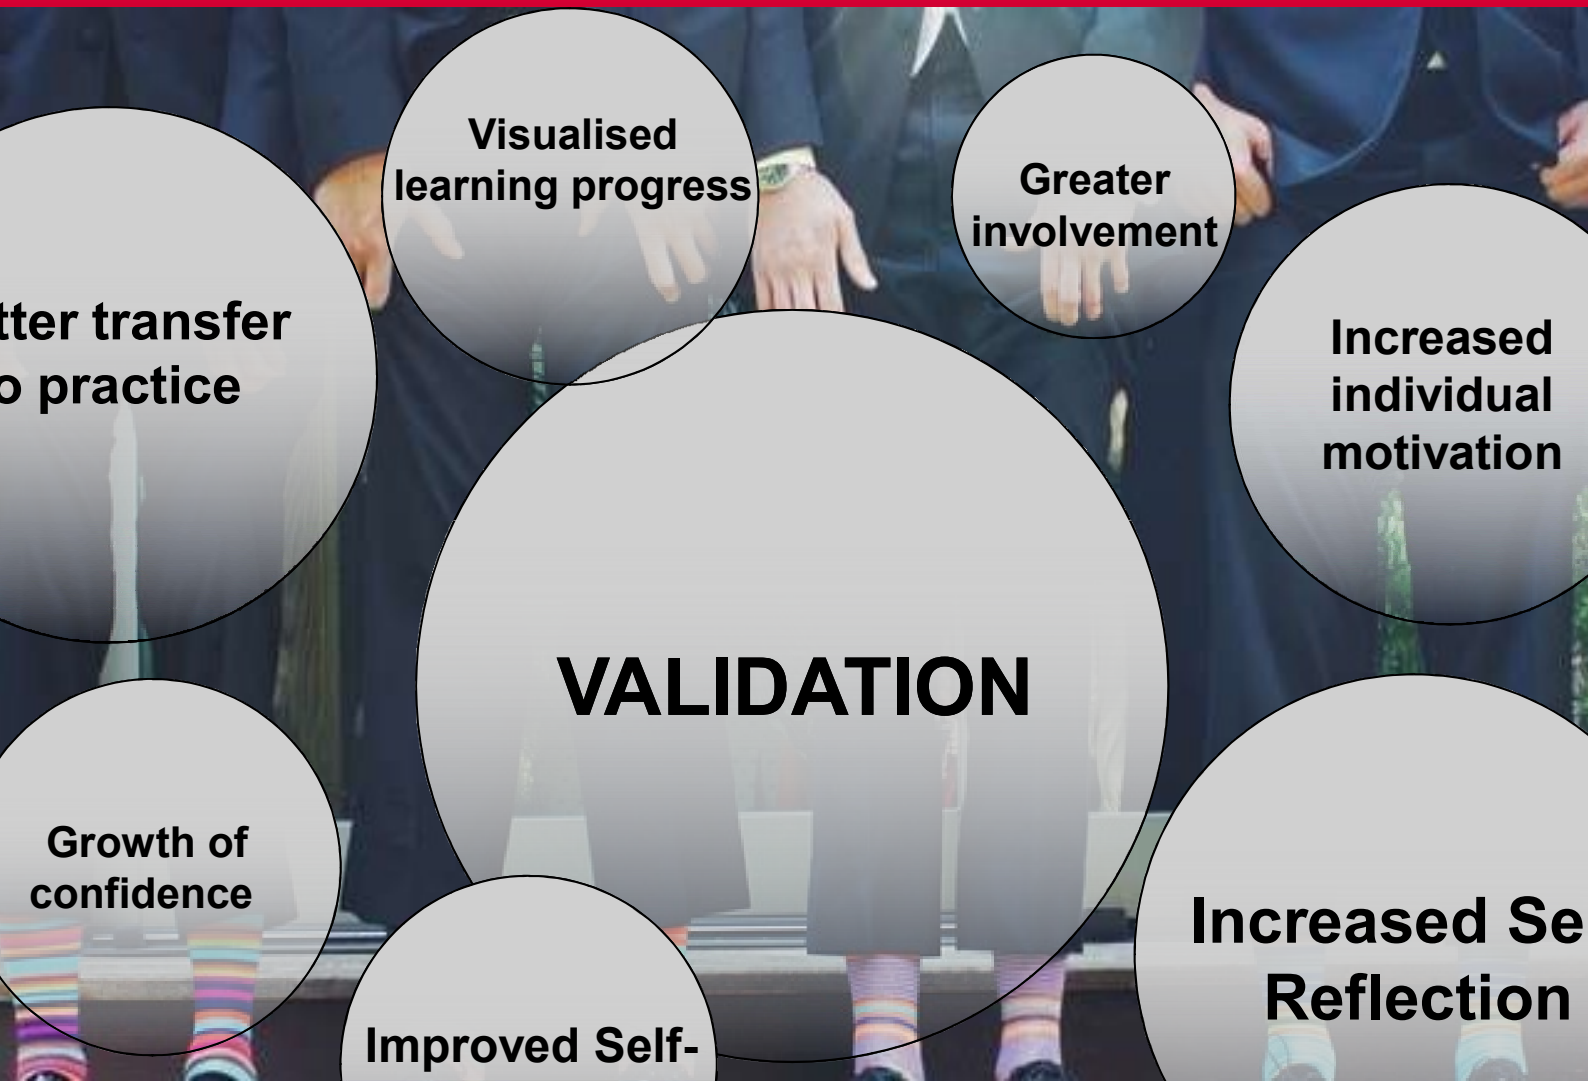 Visualised
learning progress
Greater
involvement
tter transfer
o practice
Increased
individual
motivation
VALIDATION
Growth of
confidence
Increased Se
Reflection
Improved Self-